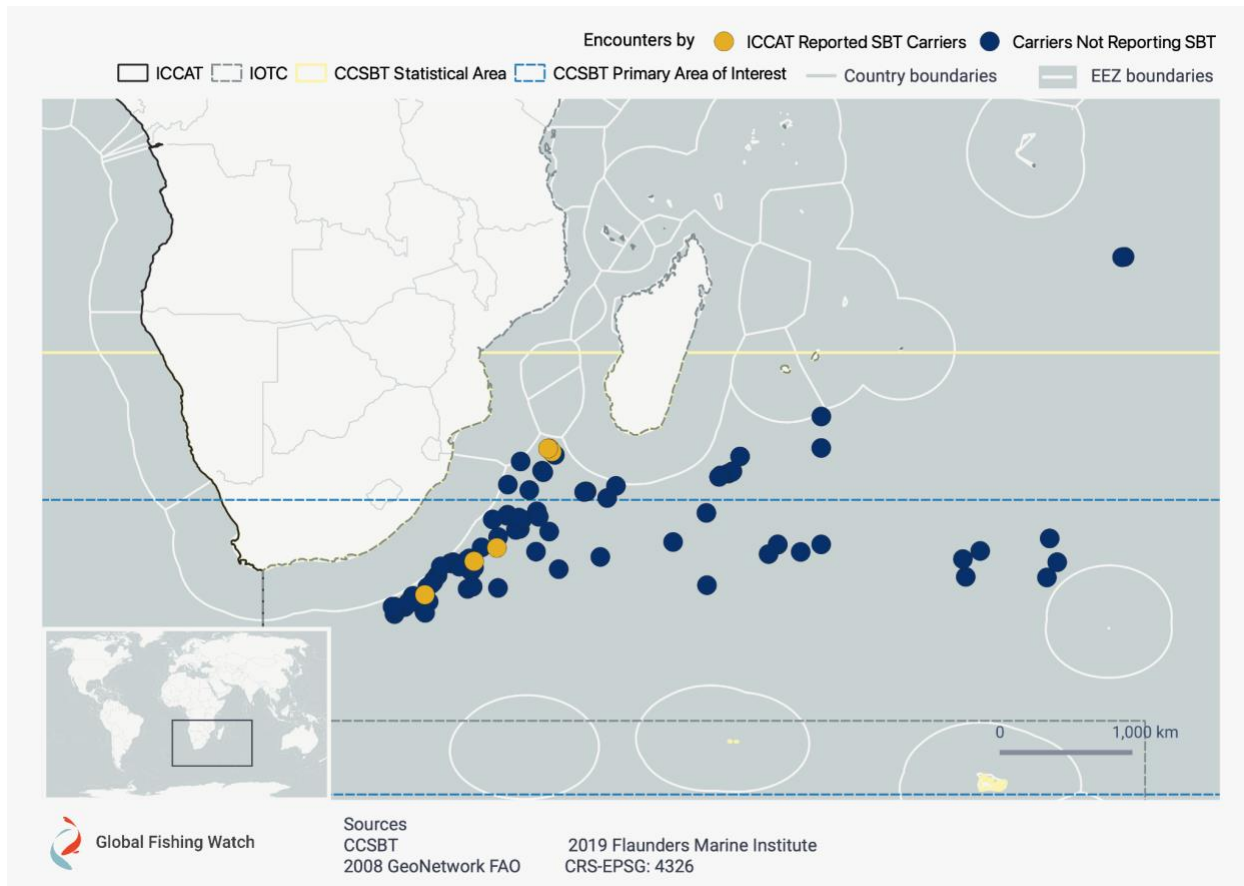 Encounters by ICCAT Reported SBT Carriers Carriers Not Reporting SBT
ICCAT IOTC CCSBT Statistical Area CCSBT Primary Area of Interest Country boundaries EEZ boundaries
0 1,000 km
Global Fishing Watch
Sources
CCSBT 2019 Flaunders Marine Institute
2008 GeoNetwork FAO CRS-EPSG: 4326